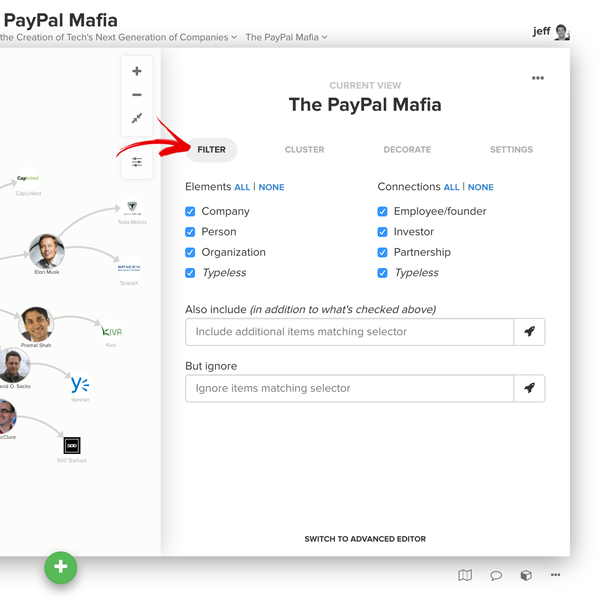 PayPal Mafia
the Creation of Tech's Next Generation of Companies
The PayPal Mafia
jeff
CURRENT VIEW
The PayPal Mafia
FILTER
CLUSTER
DECORATE
SETTINGS
Elements ALL | NONE
Connections ALL | NONE
Company
Employee/founder
Person
Investor
Organization
Partnership
Typeless
Typeless
Also include (in addition to what's checked above)
Include additional items matching selector
But ignore
Ignore items matching selector
SWITCH TO ADVANCED EDITOR
CapLinked
CapLinked
Tesla Motors
Elon Musk
SPACEX
SpaceX
Premal Shah
KIVA
Kiva
avid O. Sacks
Yammer
cClure
500
500 Startups